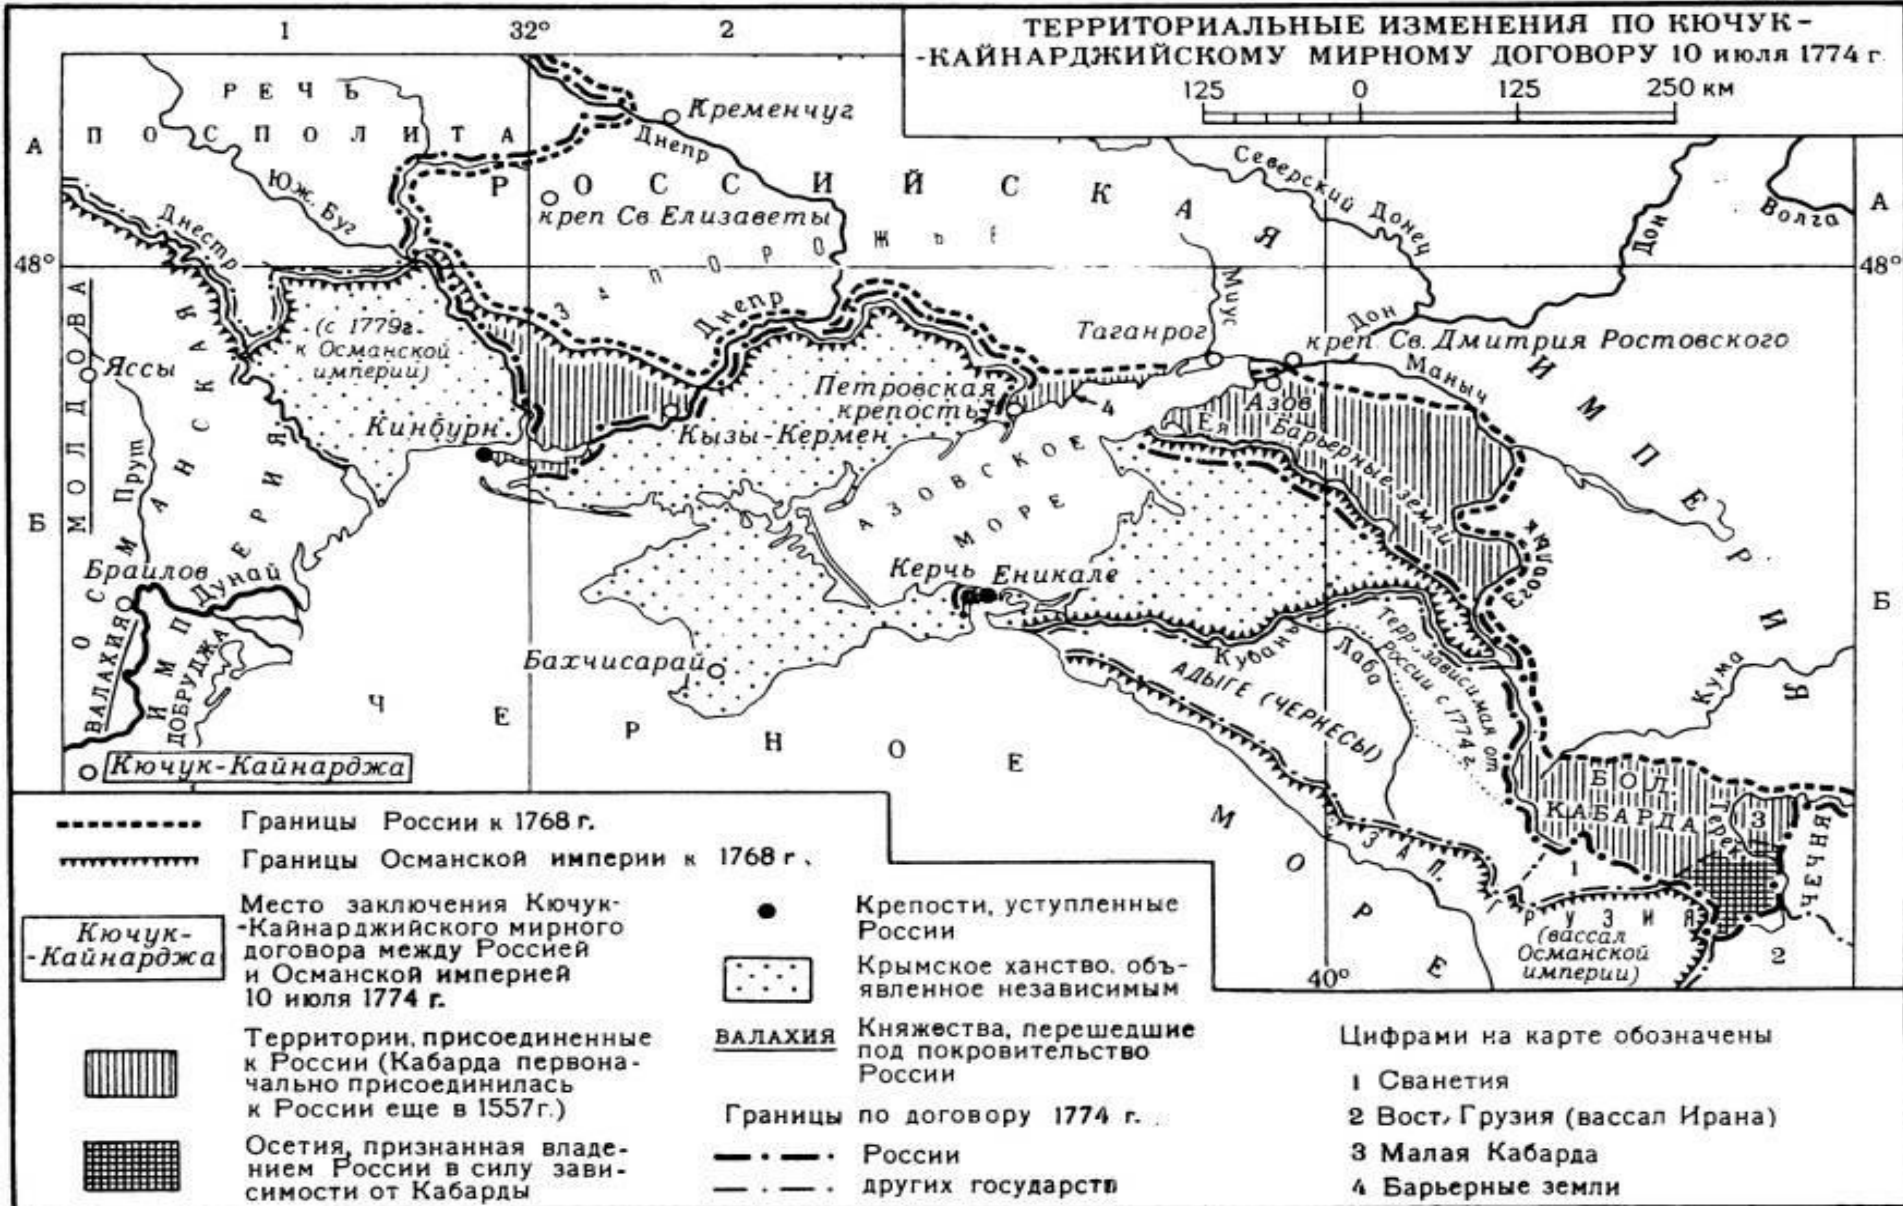 ТЕРРИТОРИАЛЬНЫЕ ИЗМЕНЕНИЯ ПО КЮЧУК-
-КАЙНАРДЖИЙСКОМУ МИРНОМУ ДОГОВОРУ 10 июля 1774 г.
125 0 125 250 км
1 32° 2
А
А
Б
Б
48°
48°
40°
РЕЧЬ
ПОСПОЛИТА
Кременчуг
Днепр
РОССИЙСКАЯ
ИМПЕРИЯ
Юж. Буг
креп Св. Елизаветы
Северский Донец
Дон
Волга
Днестр
ЗАПОРОЖЬЕ
Миус
МОЛДОВА
ОСМАНСКАЯ
ИМПЕРИЯ
(с 1779г.
к Османской
империи)
Днепр
Таганрог
Дон
креп. Св. Дмитрия Ростовского
Яссы
Маныч
Петровская
крепость
4
Азов
Кинбурн
Кызы-Кермен
Ея
Барьерные земли
Прут
АЗОВСКОЕ
МОРЕ
Егорлык
Браилов
Дунай
Керчь
Еникале
ВАЛАХИЯ
ДОБРУДЖА
Бахчисарай
Кубань
Лаба
Терр., зависимая от
России с 1774 г.
АДЫГЕ (ЧЕРКЕСЫ)
Кума
ЧЕРНОЕ
МОРЕ
Кючук-Кайнарджа
БОЛ.
КАБАРДА
Терек
3
ЧЕЧНЯ
1
ЗАП.
ГРУЗИЯ
(вассал
Османской
империи)
2
Границы России к 1768 г.
Границы Османской империи к 1768 г.
Кючук-
-Кайнарджа
Место заключения Кючук-
-Кайнарджийского мирного
договора между Россией
и Османской империей
10 июля 1774 г.
Территории, присоединенные
к России (Кабарда первона-
чально присоединилась
к России еще в 1557г.)
Осетия, признанная владе-
нием России в силу зави-
симости от Кабарды
Крепости, уступленные
России
Крымское ханство, объ-
явленное независимым
ВАЛАХИЯ
Княжества, перешедшие
под покровительство
России
Границы по договору 1774 г.
России
других государств
Цифрами на карте обозначены
1 Сванетия
2 Вост. Грузия (вассал Ирана)
3 Малая Кабарда
4 Барьерные земли